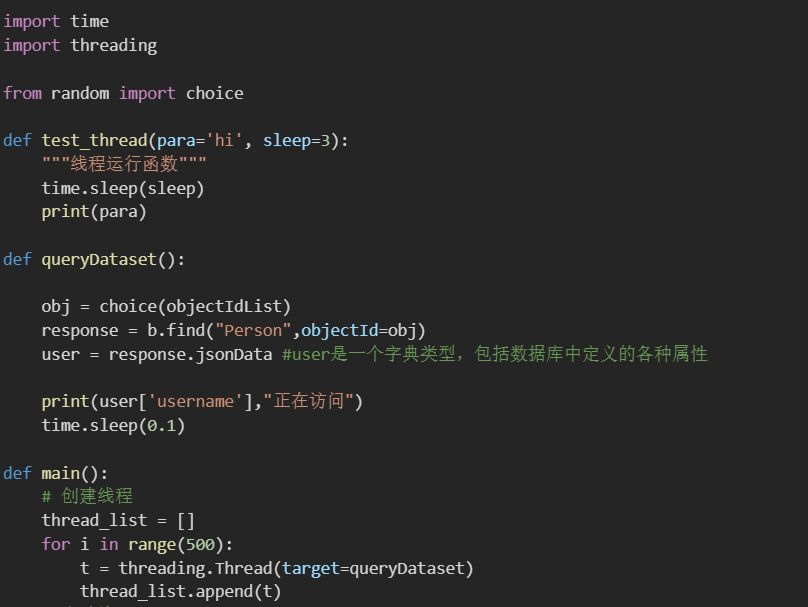 import time
import threading
from random import choice
def test_thread(para='hi', sleep=3):
"""线程运行函数"""
time.sleep(sleep)
print(para)
def queryDataset():
obj = choice(objectIdList)
response = b.find("Person",objectId=obj)
user = response.jsonData #user是一个字典类型，包括数据库中定义的各种属性
print(user['username'],"正在访问")
time.sleep(0.1)
def main():
# 创建线程
thread_list = []
for i in range(500):
t = threading.Thread(target=queryDataset)
thread_list.append(t)